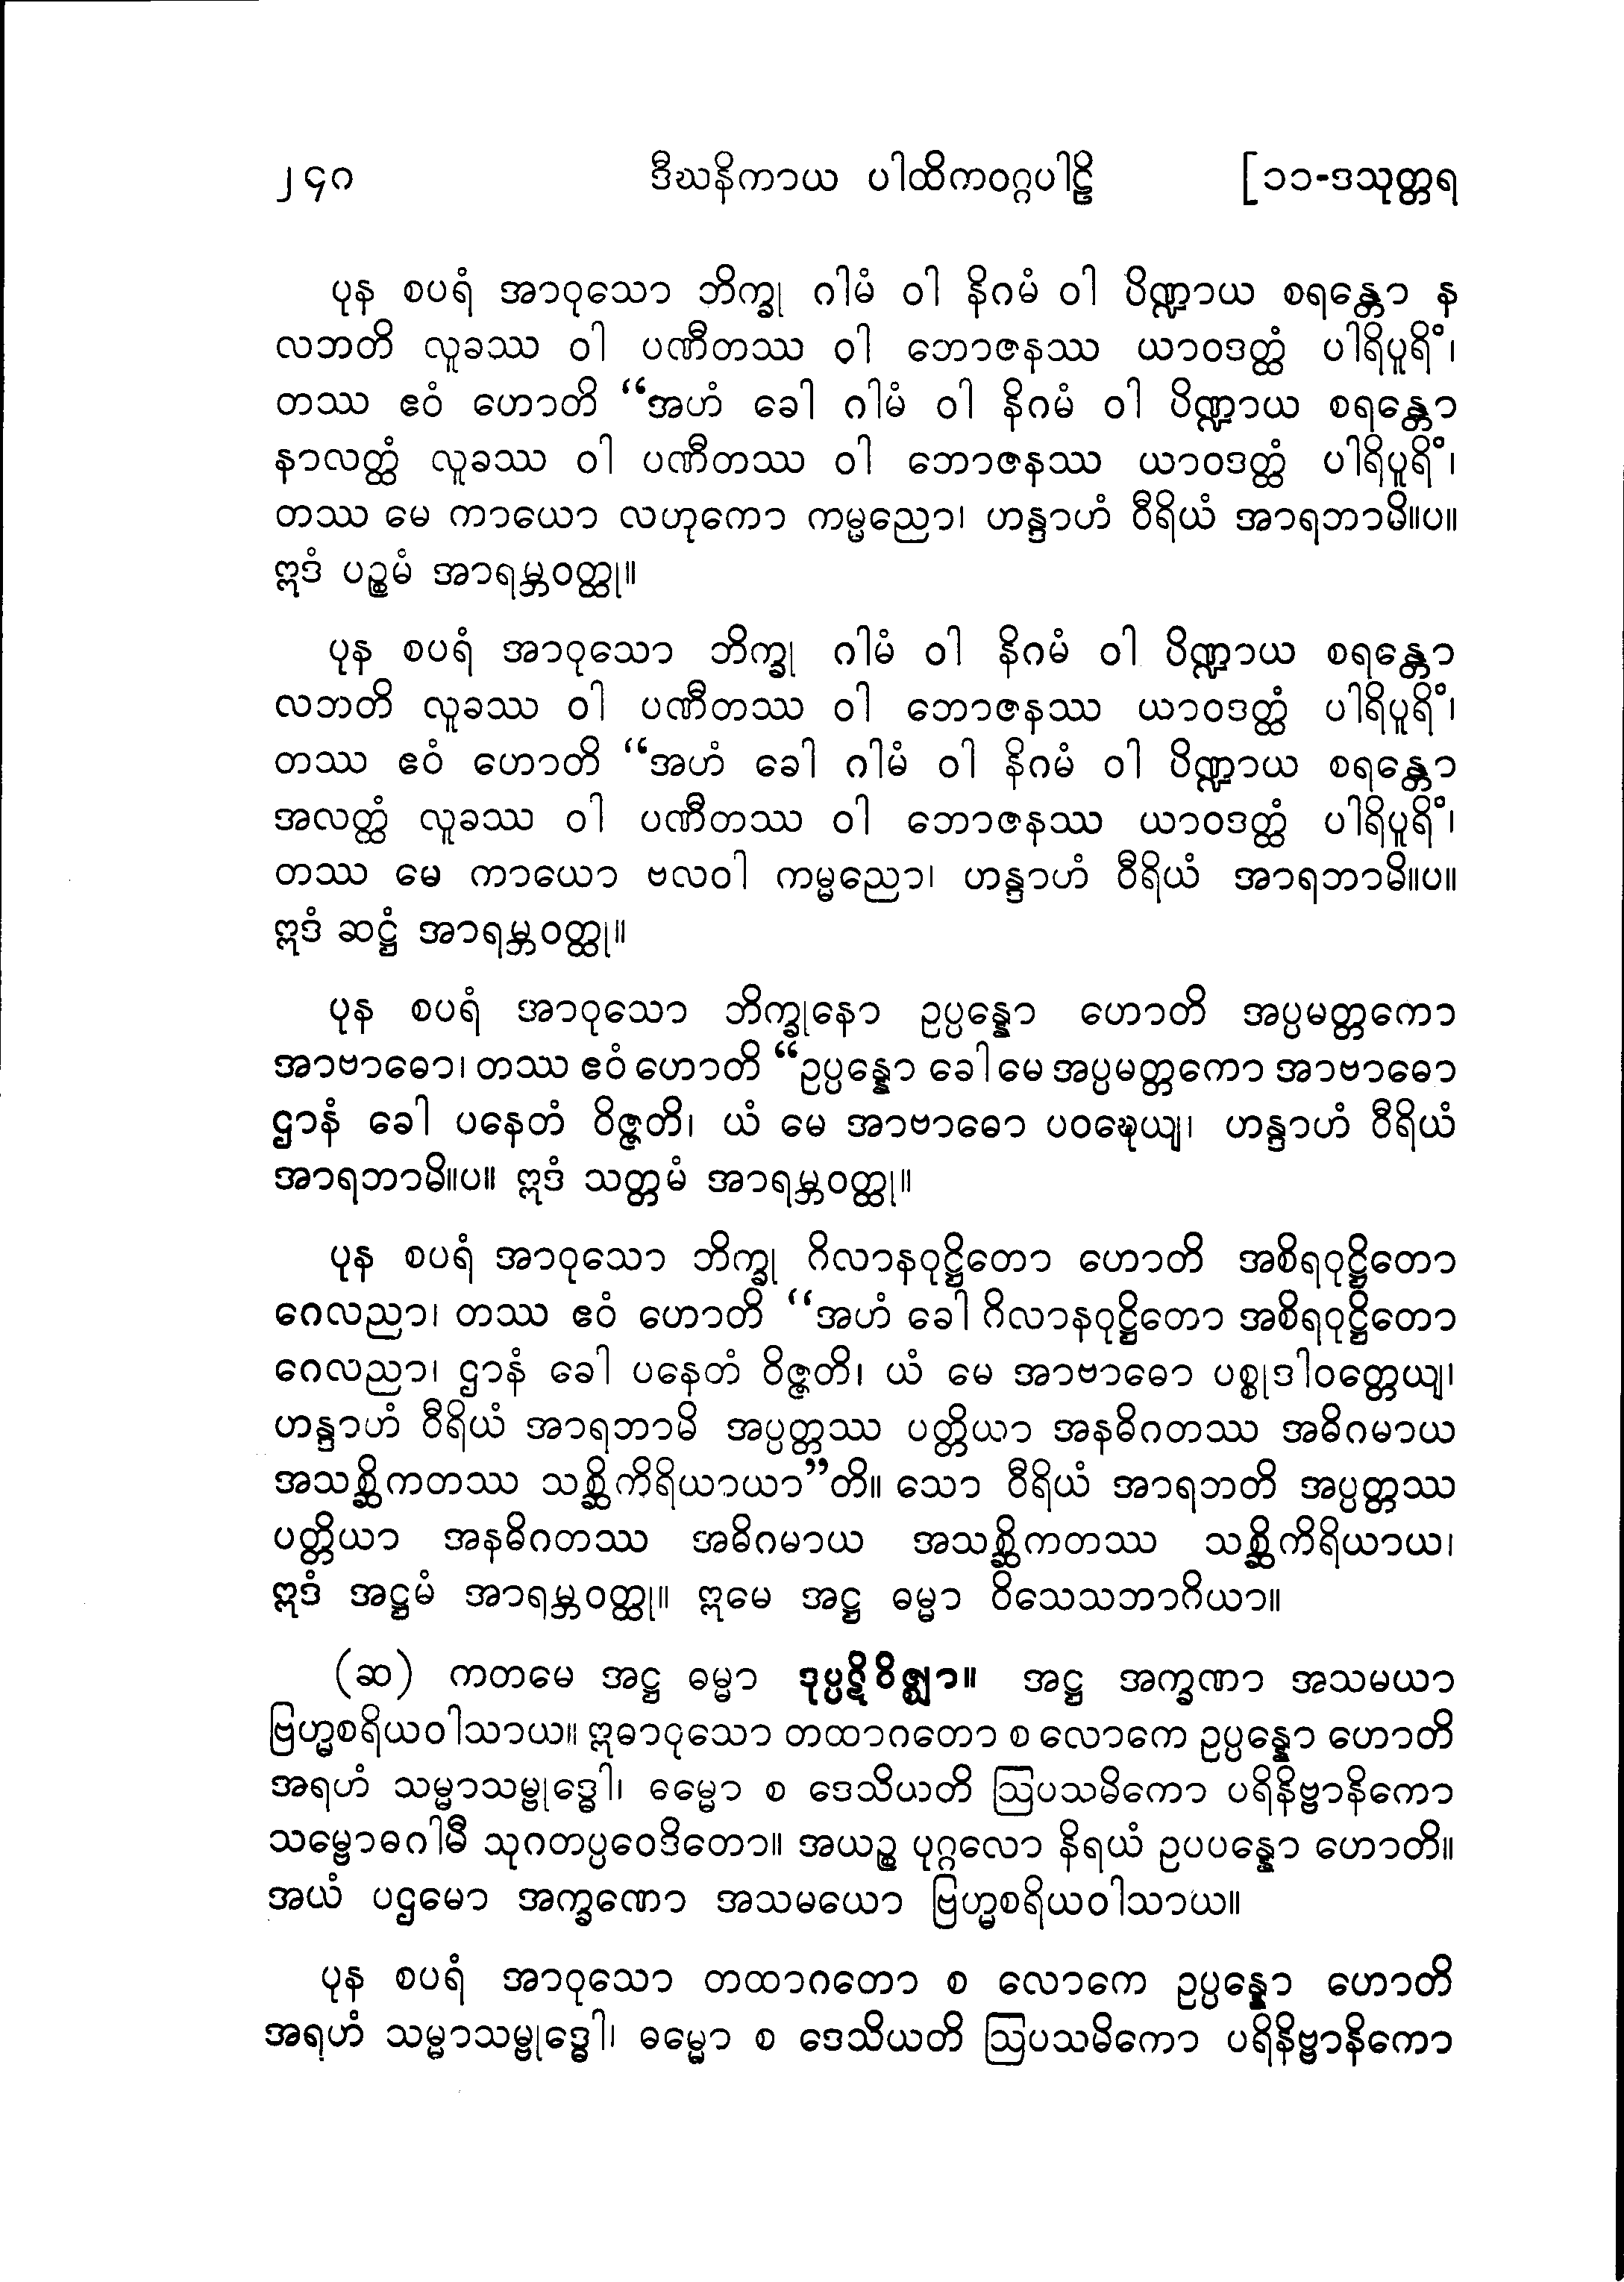 ၂၄၀ ဒီဃနိကာယ ပါထိကဝဂ္ဂပါဠိ [၁၁-ဒသုတ္တရ
ပုန စပရံ အာဝုသော ဘိက္ခု ဂါမံ ဝါ နိဂမံ ဝါ ပိဏ္ဍာယ စရန္တော န
လဘတိ လူခဿ ဝါ ပဏီတဿ ဝါ ဘောဇနဿ ယာဝဒတ္ထံ ပါရိပူရိံ၊
တဿ ဧဝံ ဟောတိ “အဟံ ခေါ ဂါမံ ဝါ နိဂမံ ဝါ ပိဏ္ဍာယ စရန္တော
နာလတ္ထံ လူခဿ ဝါ ပဏီတဿ ဝါ ဘောဇနဿ ယာဝဒတ္ထံ ပါရိပူရိံ၊
တဿ မေ ကာယော လဟုကော ကမ္မညော၊ ဟန္ဒာဟံ ဝီရိယံ အာရဘာမိ။ပ။
ဣဒံ ပဉ္စမံ အာရမ္ဘဝတ္ထု။
ပုန စပရံ အာဝုသော ဘိက္ခု ဂါမံ ဝါ နိဂမံ ဝါ ပိဏ္ဍာယ စရန္တော
လဘတိ လူခဿ ဝါ ပဏီတဿ ဝါ ဘောဇနဿ ယာဝဒတ္ထံ ပါရိပူရိံ၊
တဿ ဧဝံ ဟောတိ “အဟံ ခေါ ဂါမံ ဝါ နိဂမံ ဝါ ပိဏ္ဍာယ စရန္တော
အလတ္ထံ လူခဿ ဝါ ပဏီတဿ ဝါ ဘောဇနဿ ယာဝဒတ္ထံ ပါရိပူရိံ၊
တဿ မေ ကာယော ဗလဝါ ကမ္မညော၊ ဟန္ဒာဟံ ဝီရိယံ အာရဘာမိ။ပ။
ဣဒံ ဆဋ္ဌံ အာရမ္ဘဝတ္ထု။
ပုန စပရံ အာဝုသော ဘိက္ခုနော ဥပ္ပန္နော ဟောတိ အပ္ပမတ္တကော
အာဗာဓော၊ တဿ ဧဝံ ဟောတိ “ဥပ္ပန္နော ခေါ မေ အပ္ပမတ္တကော အာဗာဓော
ဌာနံ ခေါ ပနေတံ ဝိဇ္ဇတိ၊ ယံ မေ အာဗာဓော ပဝဍ္ဎေယျ၊ ဟန္ဒာဟံ ဝီရိယံ
အာရဘာမိ။ပ။ ဣဒံ သတ္တမံ အာရမ္ဘဝတ္ထု။
ပုန စပရံ အာဝုသော ဘိက္ခု ဂိလာနဝုဋ္ဌိတော ဟောတိ အစိရဝုဋ္ဌိတော
ဂေလညာ၊ တဿ ဧဝံ ဟောတိ “အဟံ ခေါ ဂိလာနဝုဋ္ဌိတော အစိရဝုဋ္ဌိတော
ဂေလညာ၊ ဌာနံ ခေါ ပနေတံ ဝိဇ္ဇတိ၊ ယံ မေ အာဗာဓော ပစ္စုဒါဝတ္တေယျ၊
ဟန္ဒာဟံ ဝီရိယံ အာရဘာမိ အပ္ပတ္တဿ ပတ္တိယာ အနဓိဂတဿ အဓိဂမာယ
အသစ္ဆိကတဿ သစ္ဆိကိရိယာယာ”တိ။ သော ဝီရိယံ အာရဘတိ အပ္ပတ္တဿ
ပတ္တိယာ အနဓိဂတဿ အဓိဂမာယ အသစ္ဆိကတဿ သစ္ဆိကိရိယာယ၊
ဣဒံ အဋ္ဌမံ အာရမ္ဘဝတ္ထု။ ဣမေ အဋ္ဌ ဓမ္မာ ဝိသေသဘာဂိယာ။
(ဆ) ကတမေ အဋ္ဌ ဓမ္မာ ဒုပ္ပဋိဝိဇ္ဈာ။ အဋ္ဌ အက္ခဏာ အသမယာ
ဗြဟ္မစရိယဝါသာယ။ ဣဓာဝုသော တထာဂတော စ လောကေ ဥပ္ပန္နော ဟောတိ
အရဟံ သမ္မာသမ္ဗုဒ္ဓေါ၊ ဓမ္မော စ ဒေသိယတိ ဩပသမိကော ပရိနိဗ္ဗာနိကော
သမ္ဗောဓဂါမီ သုဂတပ္ပဝေဒိတော။ အယဉ္စ ပုဂ္ဂလော နိရယံ ဥပပန္နော ဟောတိ။
အယံ ပဌမော အက္ခဏော အသမယော ဗြဟ္မစရိယဝါသာယ။
ပုန စပရံ အာဝုသော တထာဂတော စ လောကေ ဥပ္ပန္နော ဟောတိ
အရဟံ သမ္မာသမ္ဗုဒ္ဓေါ၊ ဓမ္မော စ ဒေသိယတိ ဩပသမိကော ပရိနိဗ္ဗာနိကော